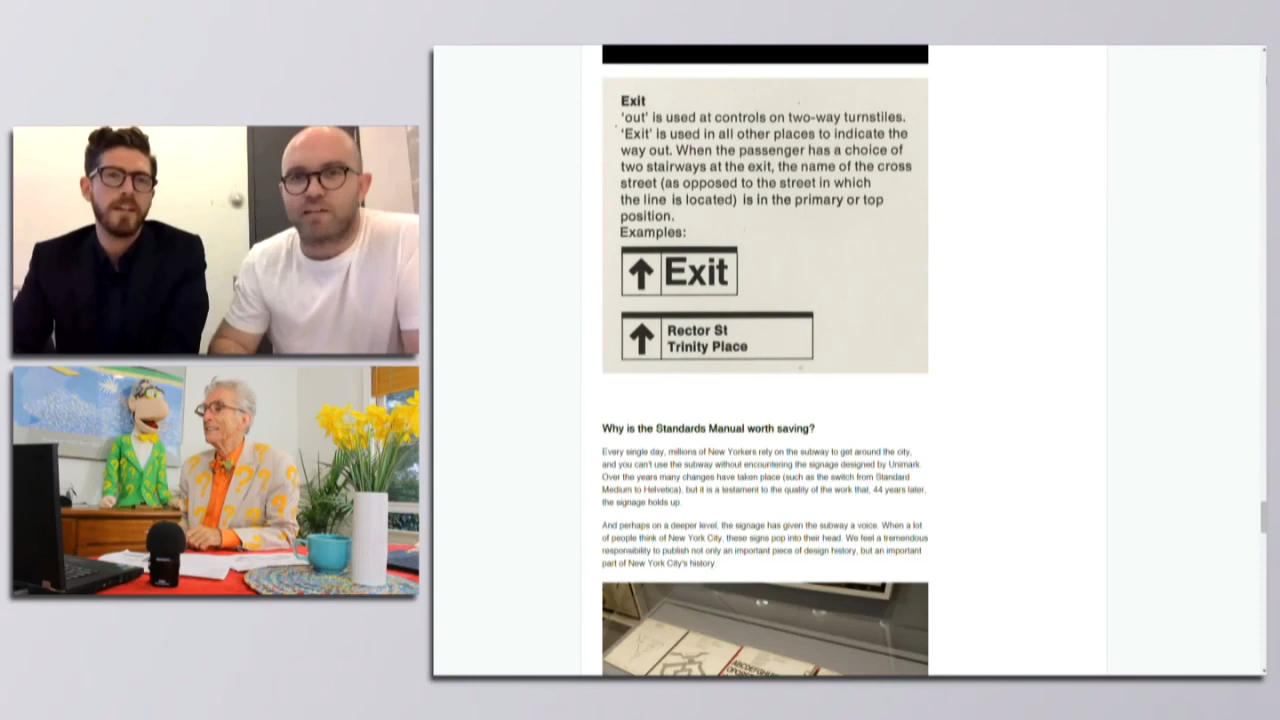 Exit
'out' is used at controls on two-way turnstiles.
'Exit' is used in all other places to indicate the
way out. When the passenger has a choice of
two stairways at the exit, the name of the cross
street (as opposed to the street in which
the line is located) is in the primary or top
position.
Examples:
Exit
Rector St
Trinity Place
Why is the Standards Manual worth saving?
Every single day, millions of New Yorkers rely on the subway to get around the city,
and you can't use the subway without encountering the signage designed by Unimark.
Over the years many changes have taken place (such as the switch from Standard
Medium to Helvetica), but it is a testament to the quality of the work that, 44 years later,
the signage holds up.
And perhaps on a deeper level, the signage has given the subway a voice. When a lot
of people think of New York City, these signs pop into their head. We feel a tremendous
responsibility to publish not only an important piece of design history, but an important
part of New York City's history.